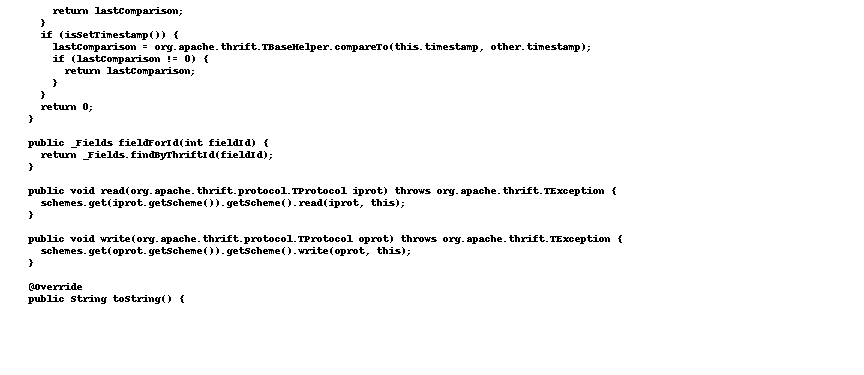 return lastComparison;
    }
    if (isSetTimestamp()) {
      lastComparison = org.apache.thrift.TBaseHelper.compareTo(this.timestamp, other.timestamp);
      if (lastComparison != 0) {
        return lastComparison;
      }
    }
    return 0;
  }

  public _Fields fieldForId(int fieldId) {
    return _Fields.findByThriftId(fieldId);
  }

  public void read(org.apache.thrift.protocol.TProtocol iprot) throws org.apache.thrift.TException {
    schemes.get(iprot.getScheme()).getScheme().read(iprot, this);
  }

  public void write(org.apache.thrift.protocol.TProtocol oprot) throws org.apache.thrift.TException {
    schemes.get(oprot.getScheme()).getScheme().write(oprot, this);
  }

  @Override
  public String toString() {